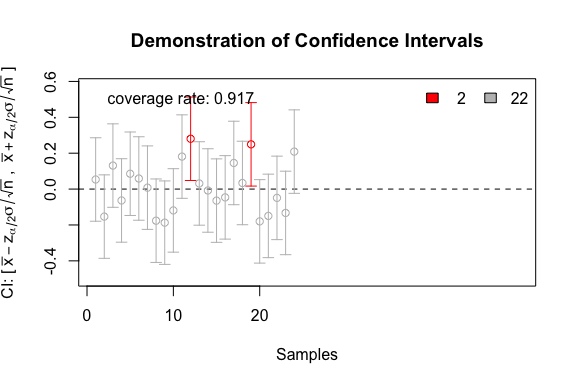 Demonstration of Confidence Intervals
CI: [ x̅ − zα/2σ/√n , x̅ + zα/2σ/√n ]
0.6
0.4
0.2
0.0
-0.4
coverage rate: 0.917
2
22
0
10
20
Samples